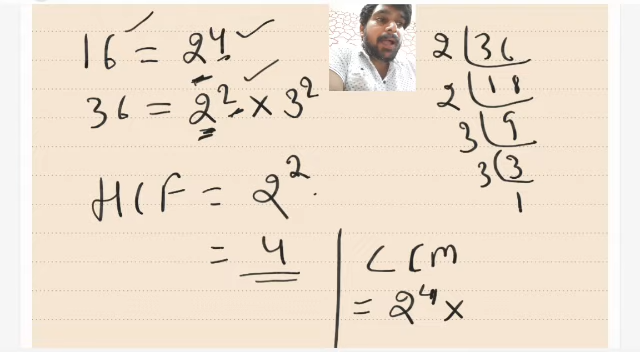 16 = 2⁴
36 = 2² × 3²
HCF = 2²
= 4
LCM
= 2⁴ ×
2 | 36
2 | 18
3 | 9
3 | 3
1